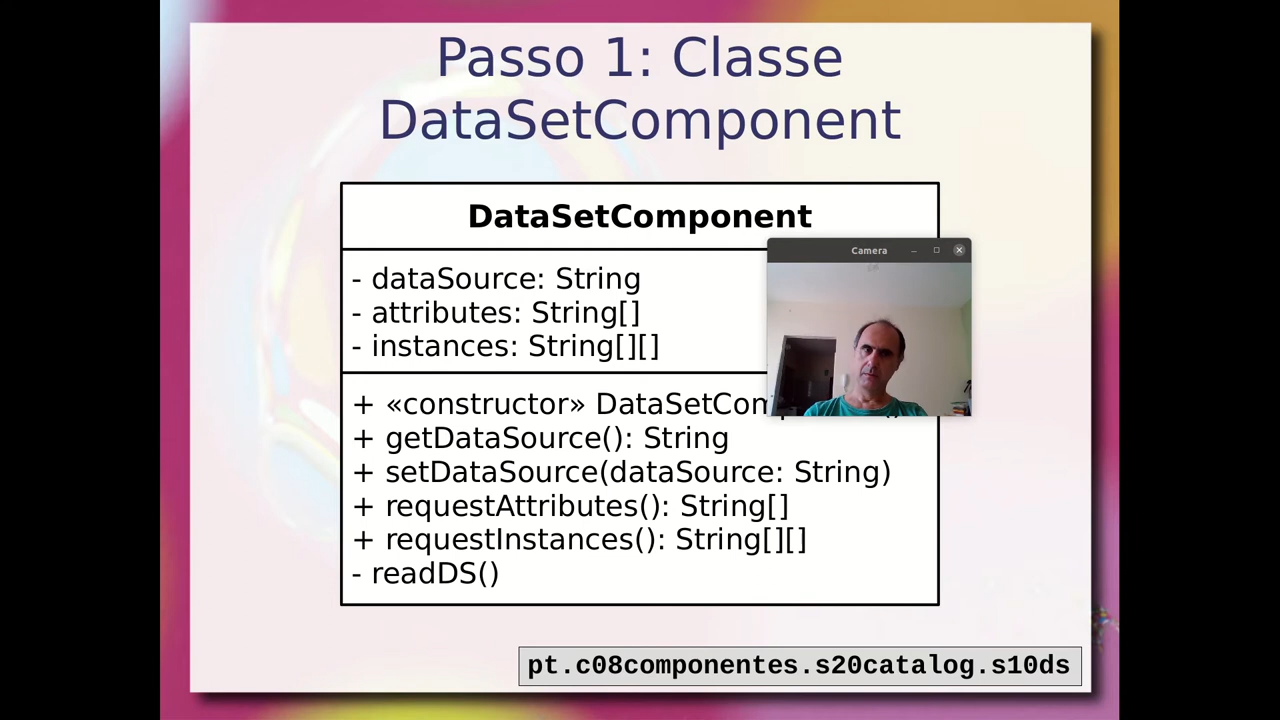 Passo 1: Classe
DataSetComponent
DataSetComponent
Camera
- dataSource: String
- attributes: String[]
- instances: String[][]
+ «constructor»
+ getDataSource(): String
+ setDataSource(dataSource: String)
+ requestAttributes(): String[]
+ requestInstances(): String[][]
- readDS()
pt.c08componentes.s20catalog.s10ds